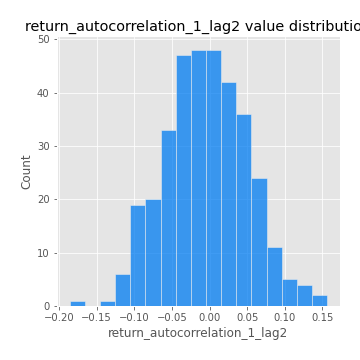 return_autocorrelation_1_lag2 value distributio
50
40
30
20
10
0
Count
−0.20 −0.15 −0.10 −0.05 0.00 0.05 0.10 0.15
return_autocorrelation_1_lag2